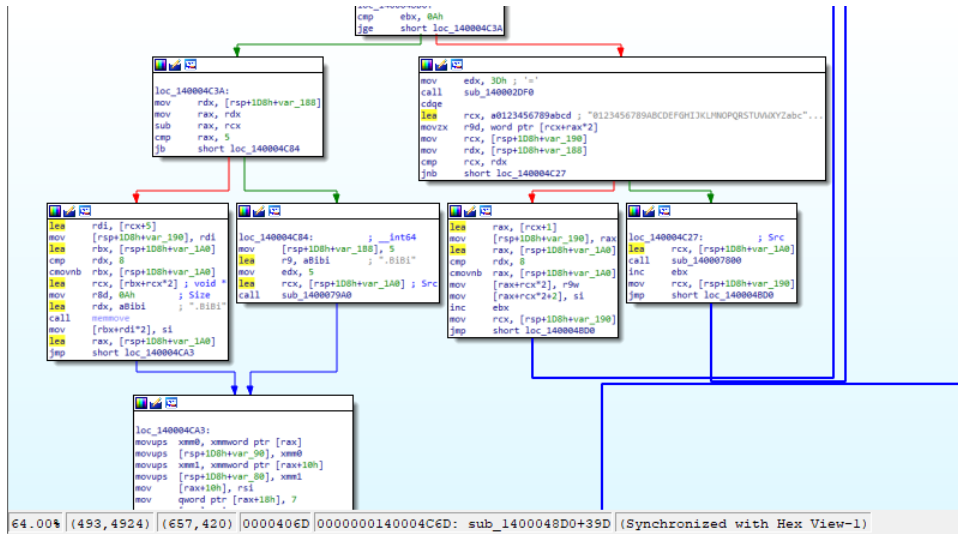 cmp ebx, 0Ah
jge short loc_140004C3A
loc_140004C3A:
mov rdx, [rsp+1D8h+var_188]
mov rax, rdx
sub rax, rcx
cmp rax, 5
jb short loc_140004C84
mov edx, 3Dh ; '='
call sub_140002DF0
cdqe
lea rcx, a0123456789abcd ; "0123456789ABCDEFGHIJKLMNOPQRSTUVWXYZabc"...
movzx r9d, word ptr [rcx+rax*2]
mov rcx, [rsp+1D8h+var_190]
mov rdx, [rsp+1D8h+var_188]
cmp rcx, rdx
jnb short loc_140004C27
lea rdi, [rcx+5]
mov [rsp+1D8h+var_190], rdi
lea rbx, [rsp+1D8h+var_1A0]
cmp rdx, 8
cmovnb rbx, [rsp+1D8h+var_1A0]
lea rcx, [rbx+rcx*2] ; void *
mov r8d, 0Ah ; Size
lea rdx, aBibi ; ".BiBi"
call memmove
mov [rbx+rdi*2], si
lea rax, [rsp+1D8h+var_1A0]
jmp short loc_140004CA3
loc_140004C84: ; __int64
mov [rsp+1D8h+var_1B8], 5
lea r9, aBibi ; ".BiBi"
mov edx, 5
lea rcx, [rsp+1D8h+var_1A0] ; Src
call sub_1400079A0
lea rax, [rcx+1]
mov [rsp+1D8h+var_190], rax
lea rax, [rsp+1D8h+var_1A0]
cmp rdx, 8
cmovnb rax, [rsp+1D8h+var_1A0]
mov [rax+rcx*2], r9w
mov [rax+rcx*2+2], si
inc ebx
mov rcx, [rsp+1D8h+var_190]
jmp short loc_140004BD0
loc_140004C27: ; Src
lea rcx, [rsp+1D8h+var_1A0]
call sub_140007800
inc ebx
mov rcx, [rsp+1D8h+var_190]
jmp short loc_140004BD0
loc_140004CA3:
movups xmm0, xmmword ptr [rax]
movups [rsp+1D8h+var_90], xmm0
movups xmm1, xmmword ptr [rax+10h]
movups [rsp+1D8h+var_80], xmm1
mov [rax+10h], rsi
mov qword ptr [rax+18h], 7
64.00% (493,4924) (657,420) 0000406D 0000000140004C6D: sub_1400048D0+39D (Synchronized with Hex View-1)